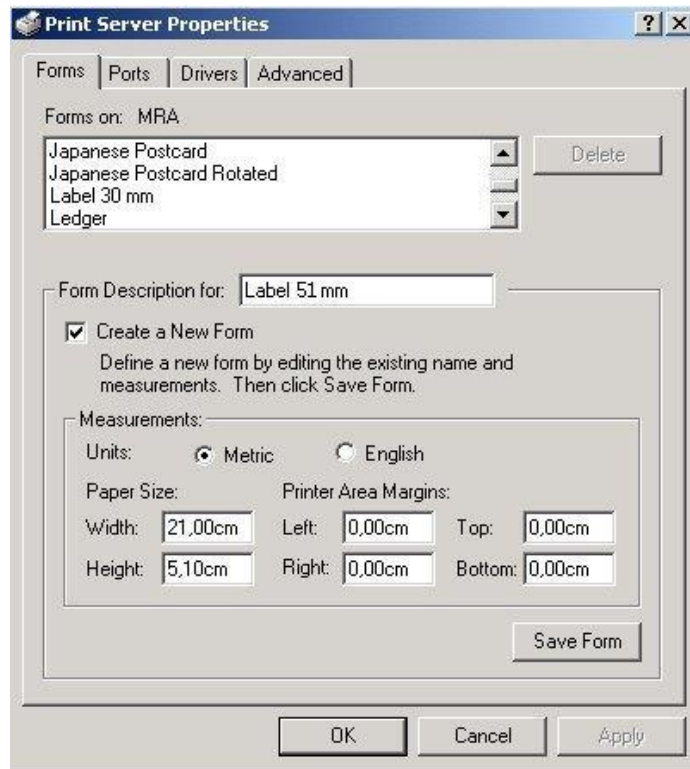 Print Server Properties
Forms Ports Drivers Advanced
Forms on: MRA
Japanese Postcard
Japanese Postcard Rotated
Label 30 mm
Ledger
Delete
Form Description for: Label 51 mm
Create a New Form
Define a new form by editing the existing name and
measurements. Then click Save Form.
Measurements:
Units: Metric English
Paper Size: Printer Area Margins:
Width: 21,00cm Left: 0,00cm Top: 0,00cm
Height: 5,10cm Right: 0,00cm Bottom: 0,00cm
Save Form
OK Cancel Apply